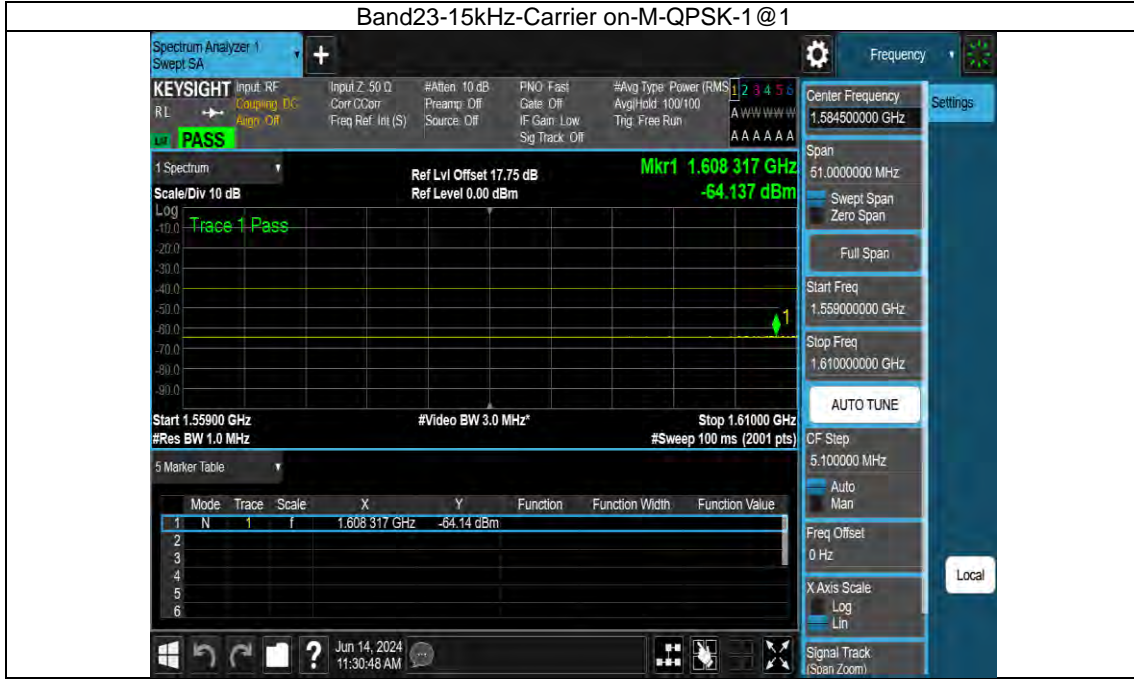 Band23-15kHz-Carrier on-M-QPSK-1@1
Spectrum Analyzer 1
Swept SA
+
Frequency
KEYSIGHT
RL
PASS
Input: RF
Coupling: DC
Align: Off
Input Z: 50 Ω
Corr CCorr
Freq Ref: Int (S)
#Atten: 10 dB
Preamp: Off
Source: Off
PNO: Fast
Gate: Off
IF Gain: Low
Sig Track: Off
#Avg Type: Power (RMS
Avg|Hold: 100/100
Trig: Free Run
1 2 3 4 5 6
A W W W W W
A A A A A A
1 Spectrum
Scale/Div 10 dB
Ref Lvl Offset 17.75 dB
Ref Level 0.00 dBm
Mkr1 1.608 317 GHz
-64.137 dBm
Log
Trace 1 Pass
-10.0
-20.0
-30.0
-40.0
-50.0
-60.0
-70.0
-80.0
-90.0
1
Start 1.55900 GHz
#Res BW 1.0 MHz
#Video BW 3.0 MHz*
Stop 1.61000 GHz
#Sweep 100 ms (2001 pts)
5 Marker Table
Mode Trace Scale X Y Function Function Width Function Value
1 N 1 f 1.608 317 GHz -64.14 dBm
2
3
4
5
6
Jun 14, 2024
11:30:48 AM
Center Frequency
1.584500000 GHz
Span
51.0000000 MHz
Swept Span
Zero Span
Full Span
Start Freq
1.559000000 GHz
Stop Freq
1.610000000 GHz
AUTO TUNE
CF Step
5.100000 MHz
Auto
Man
Freq Offset
0 Hz
X Axis Scale
Log
Lin
Signal Track
(Span Zoom)
Settings
Local